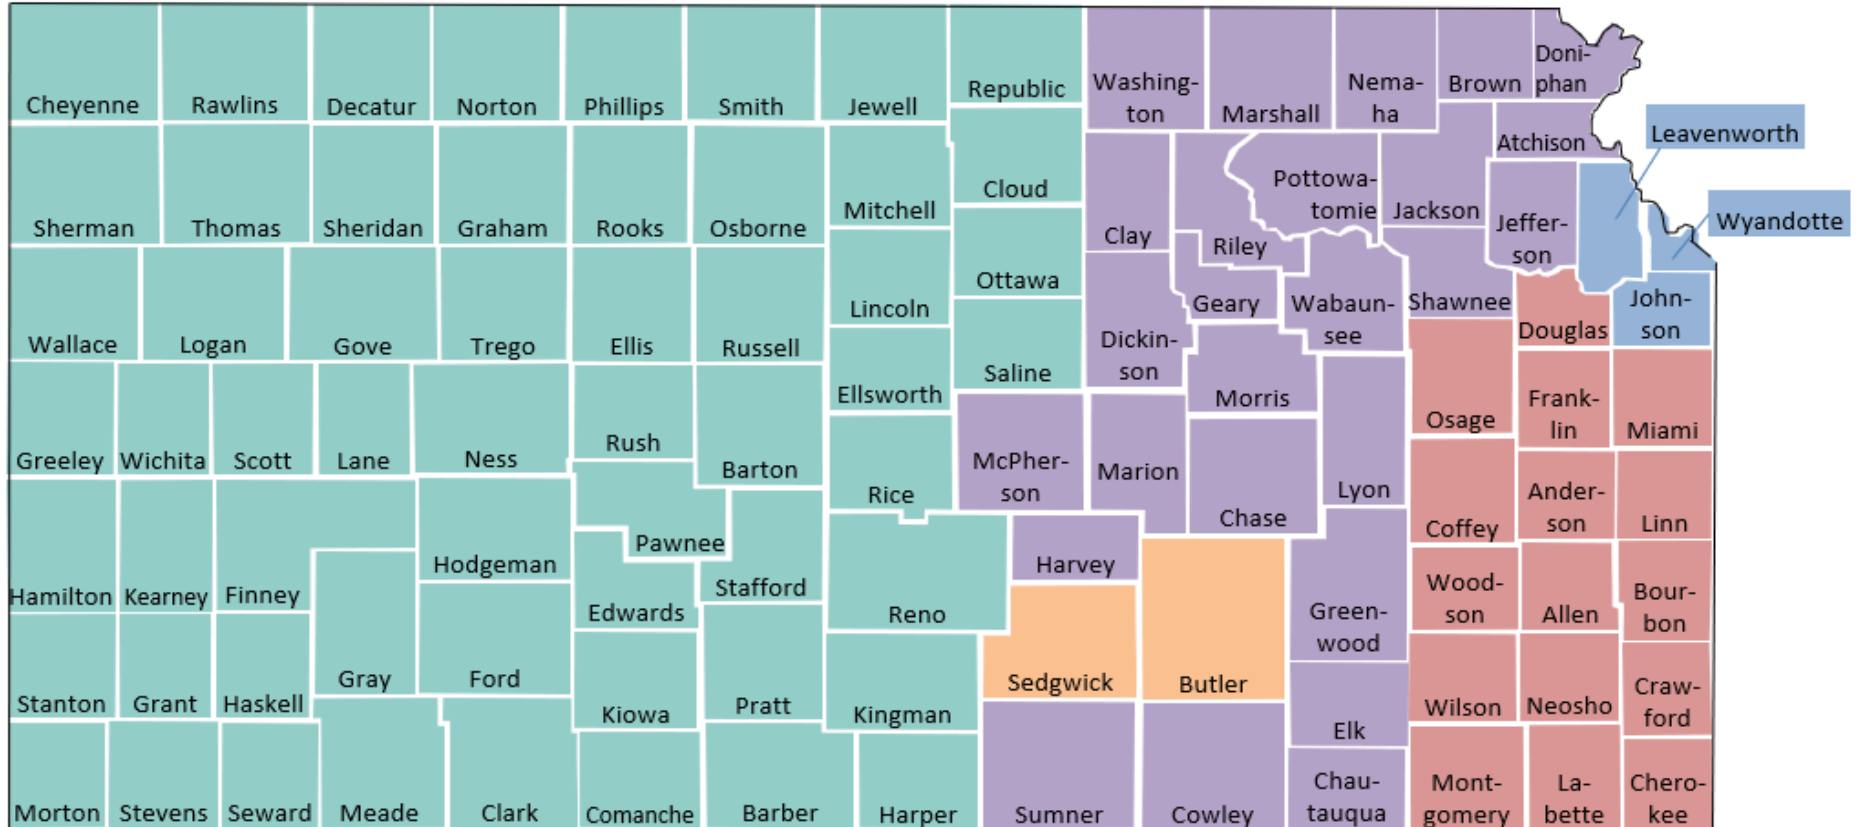 Cheyenne
Rawlins
Decatur
Norton
Phillips
Smith
Jewell
Republic
Washing-
ton
Marshall
Nema-
ha
Brown
Doni-
phan
Atchison
Leavenworth
Wyandotte
Sherman
Thomas
Sheridan
Graham
Rooks
Osborne
Mitchell
Cloud
Clay
Riley
Pottowa-
tomie
Jackson
Jeffer-
son
Wallace
Logan
Gove
Trego
Ellis
Russell
Lincoln
Ottawa
Saline
Dickin-
son
Geary
Wabaun-
see
Shawnee
Douglas
John-
son
Greeley
Wichita
Scott
Lane
Ness
Rush
Barton
Ellsworth
Rice
McPher-
son
Marion
Morris
Chase
Lyon
Osage
Frank-
lin
Miami
Coffey
Ander-
son
Linn
Hamilton
Kearney
Finney
Hodgeman
Pawnee
Edwards
Stafford
Reno
Harvey
Green-
wood
Wood-
son
Allen
Bour-
bon
Stanton
Grant
Haskell
Gray
Ford
Kiowa
Pratt
Kingman
Sedgwick
Butler
Elk
Wilson
Neosho
Craw-
ford
Morton
Stevens
Seward
Meade
Clark
Comanche
Barber
Harper
Sumner
Cowley
Chau-
tauqua
Mont-
gomery
La-
bette
Chero-
kee